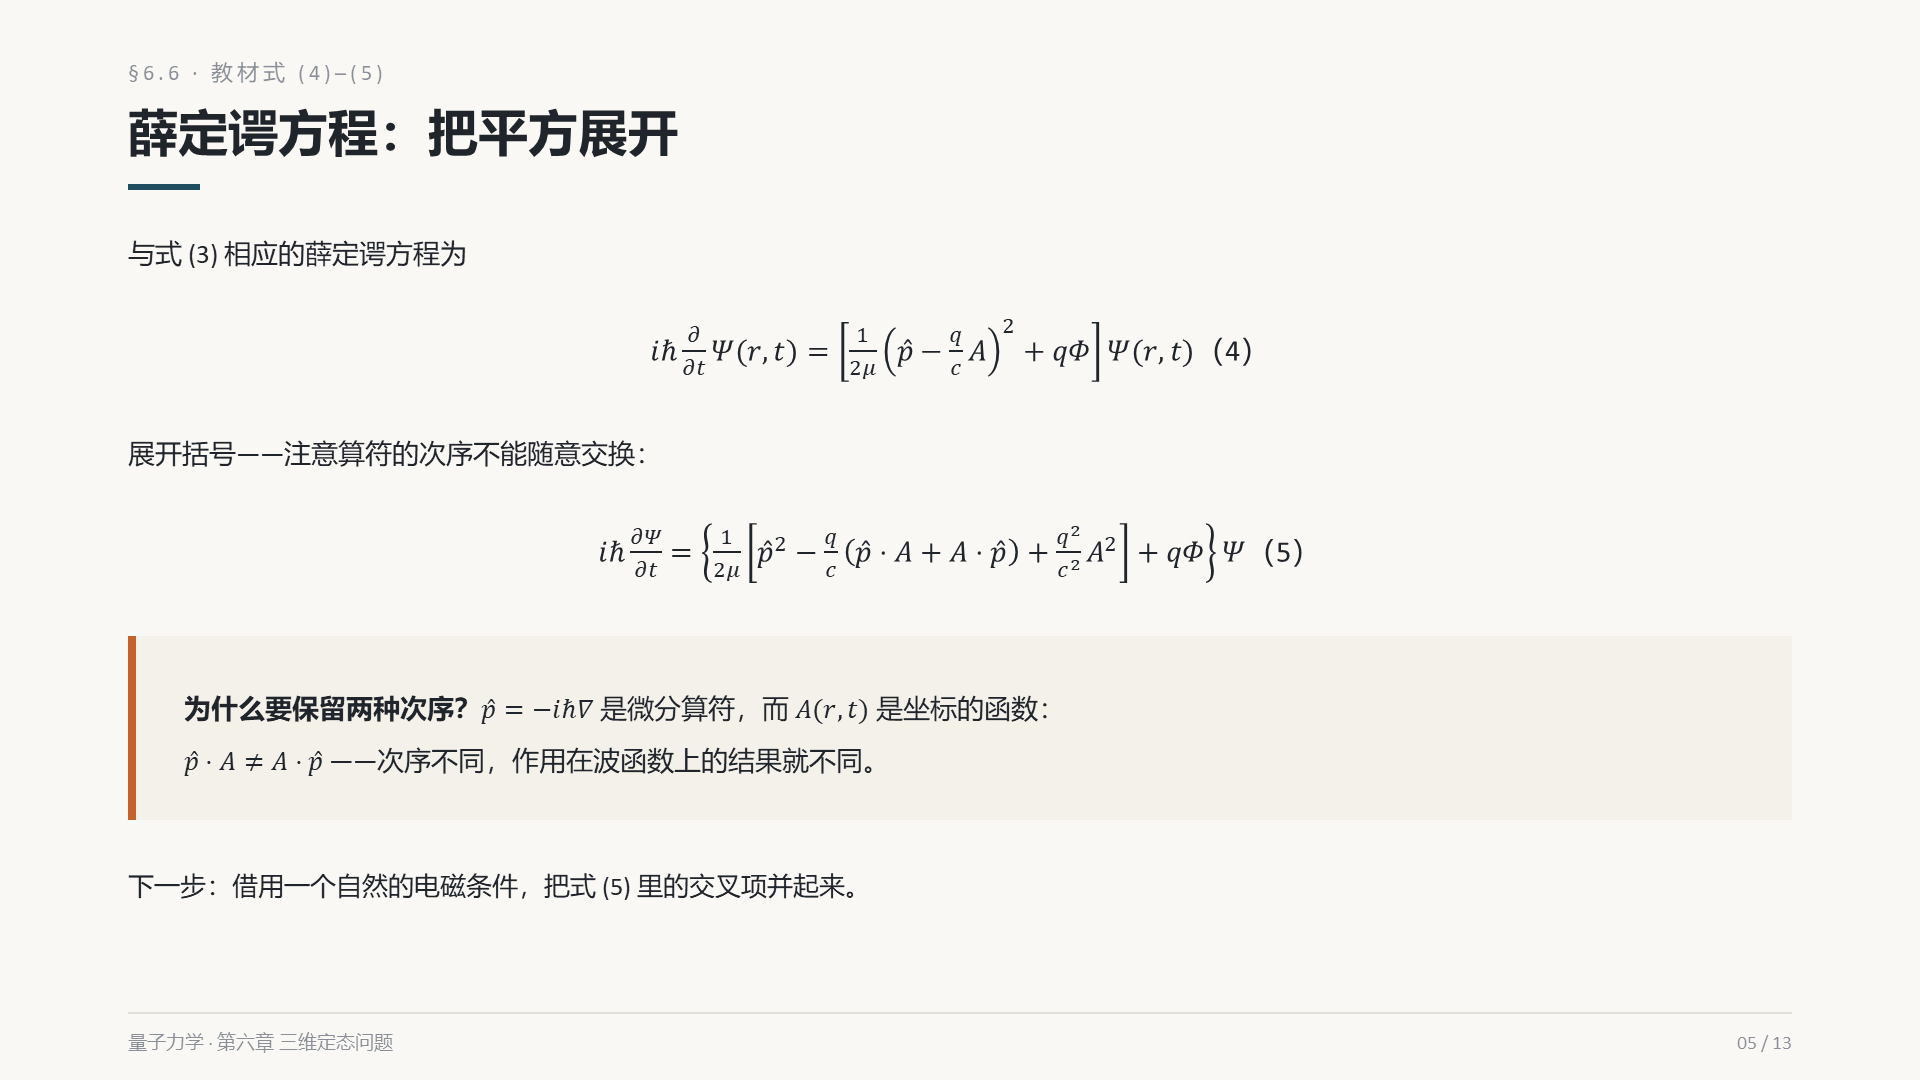 §6.6 · 教材式 (4)–(5)
薛定谔方程：把平方展开
与式 (3) 相应的薛定谔方程为
iħ ∂/∂t Ψ(r, t) = [1/2μ (p̂ − q/c A)² + qΦ] Ψ(r, t) (4)
展开括号——注意算符的次序不能随意交换：
iħ ∂Ψ/∂t = {1/2μ [p̂² − q/c (p̂ · A + A · p̂) + q²/c² A²] + qΦ} Ψ (5)
为什么要保留两种次序？ p̂ = −iħ∇ 是微分算符，而 A(r, t) 是坐标的函数：
p̂ · A ≠ A · p̂ ——次序不同，作用在波函数上的结果就不同。
下一步：借用一个自然的电磁条件，把式 (5) 里的交叉项并起来。
量子力学 · 第六章 三维定态问题
05 / 13